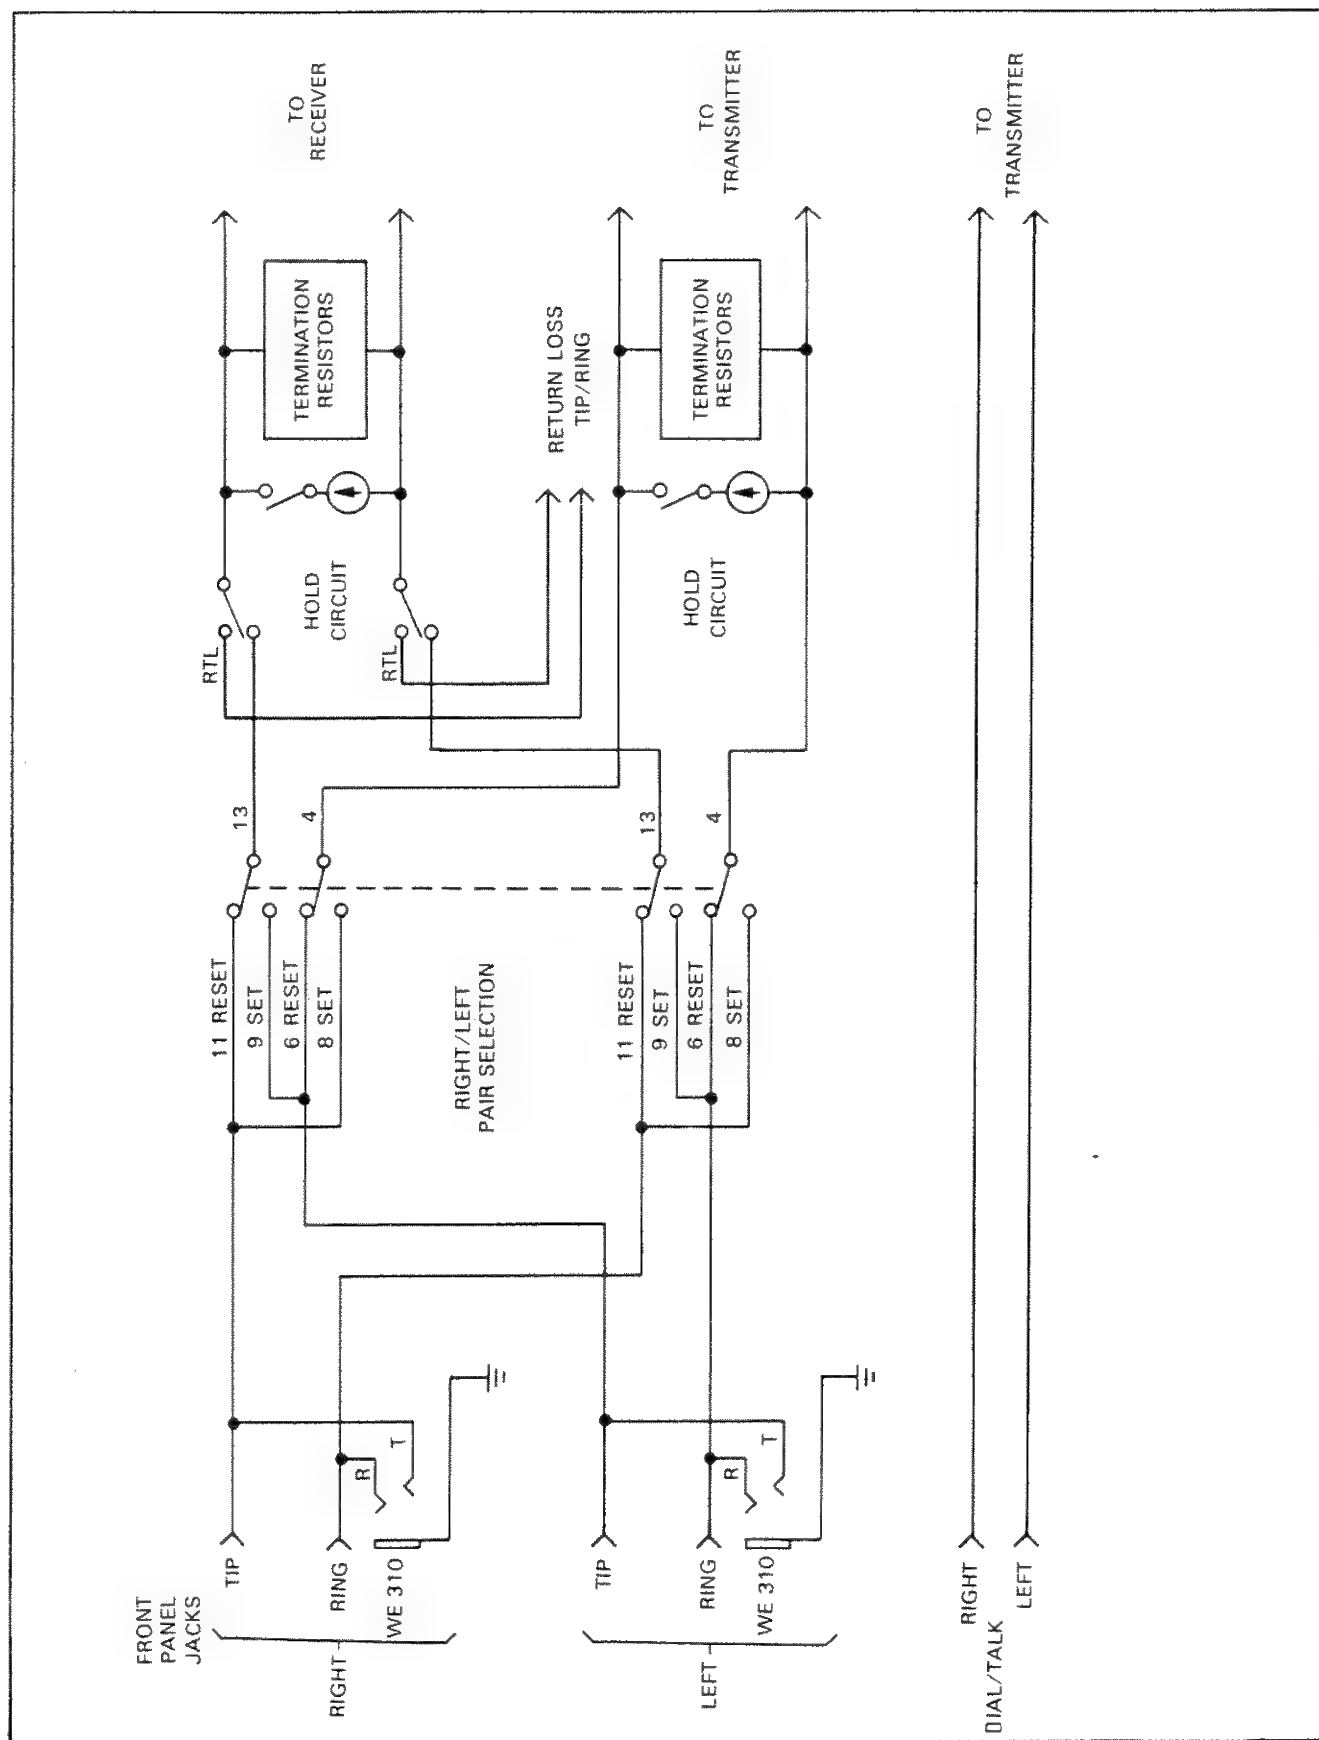 FRONT
PANEL
JACKS
TIP
RIGHT
RING
R
T
WE 310
TIP
LEFT
RING
R
T
WE 310
DIAL/TALK
RIGHT
LEFT
11 RESET
9 SET
6 RESET
8 SET
13
4
RIGHT/LEFT
PAIR SELECTION
11 RESET
9 SET
6 RESET
8 SET
13
4
RTL
RTL
HOLD
CIRCUIT
HOLD
CIRCUIT
TERMINATION
RESISTORS
RETURN LOSS
TIP/RING
TERMINATION
RESISTORS
TO
RECEIVER
TO
TRANSMITTER
TO
TRANSMITTER